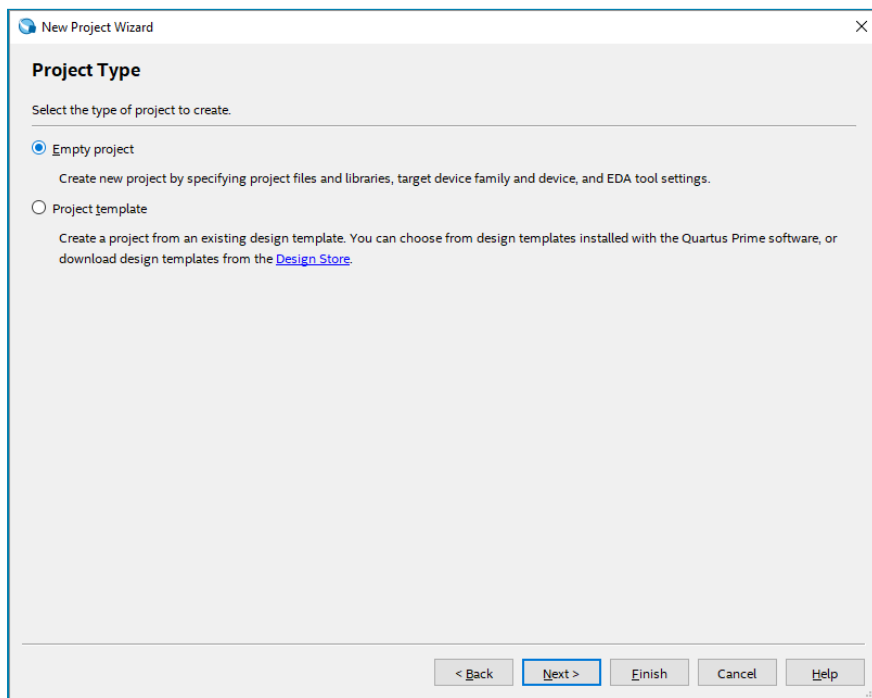 New Project Wizard
Project Type
Select the type of project to create.
Empty project
Create new project by specifying project files and libraries, target device family and device, and EDA tool settings.
Project template
Create a project from an existing design template. You can choose from design templates installed with the Quartus Prime software, or
download design templates from the Design Store.
< Back Next > Finish Cancel Help